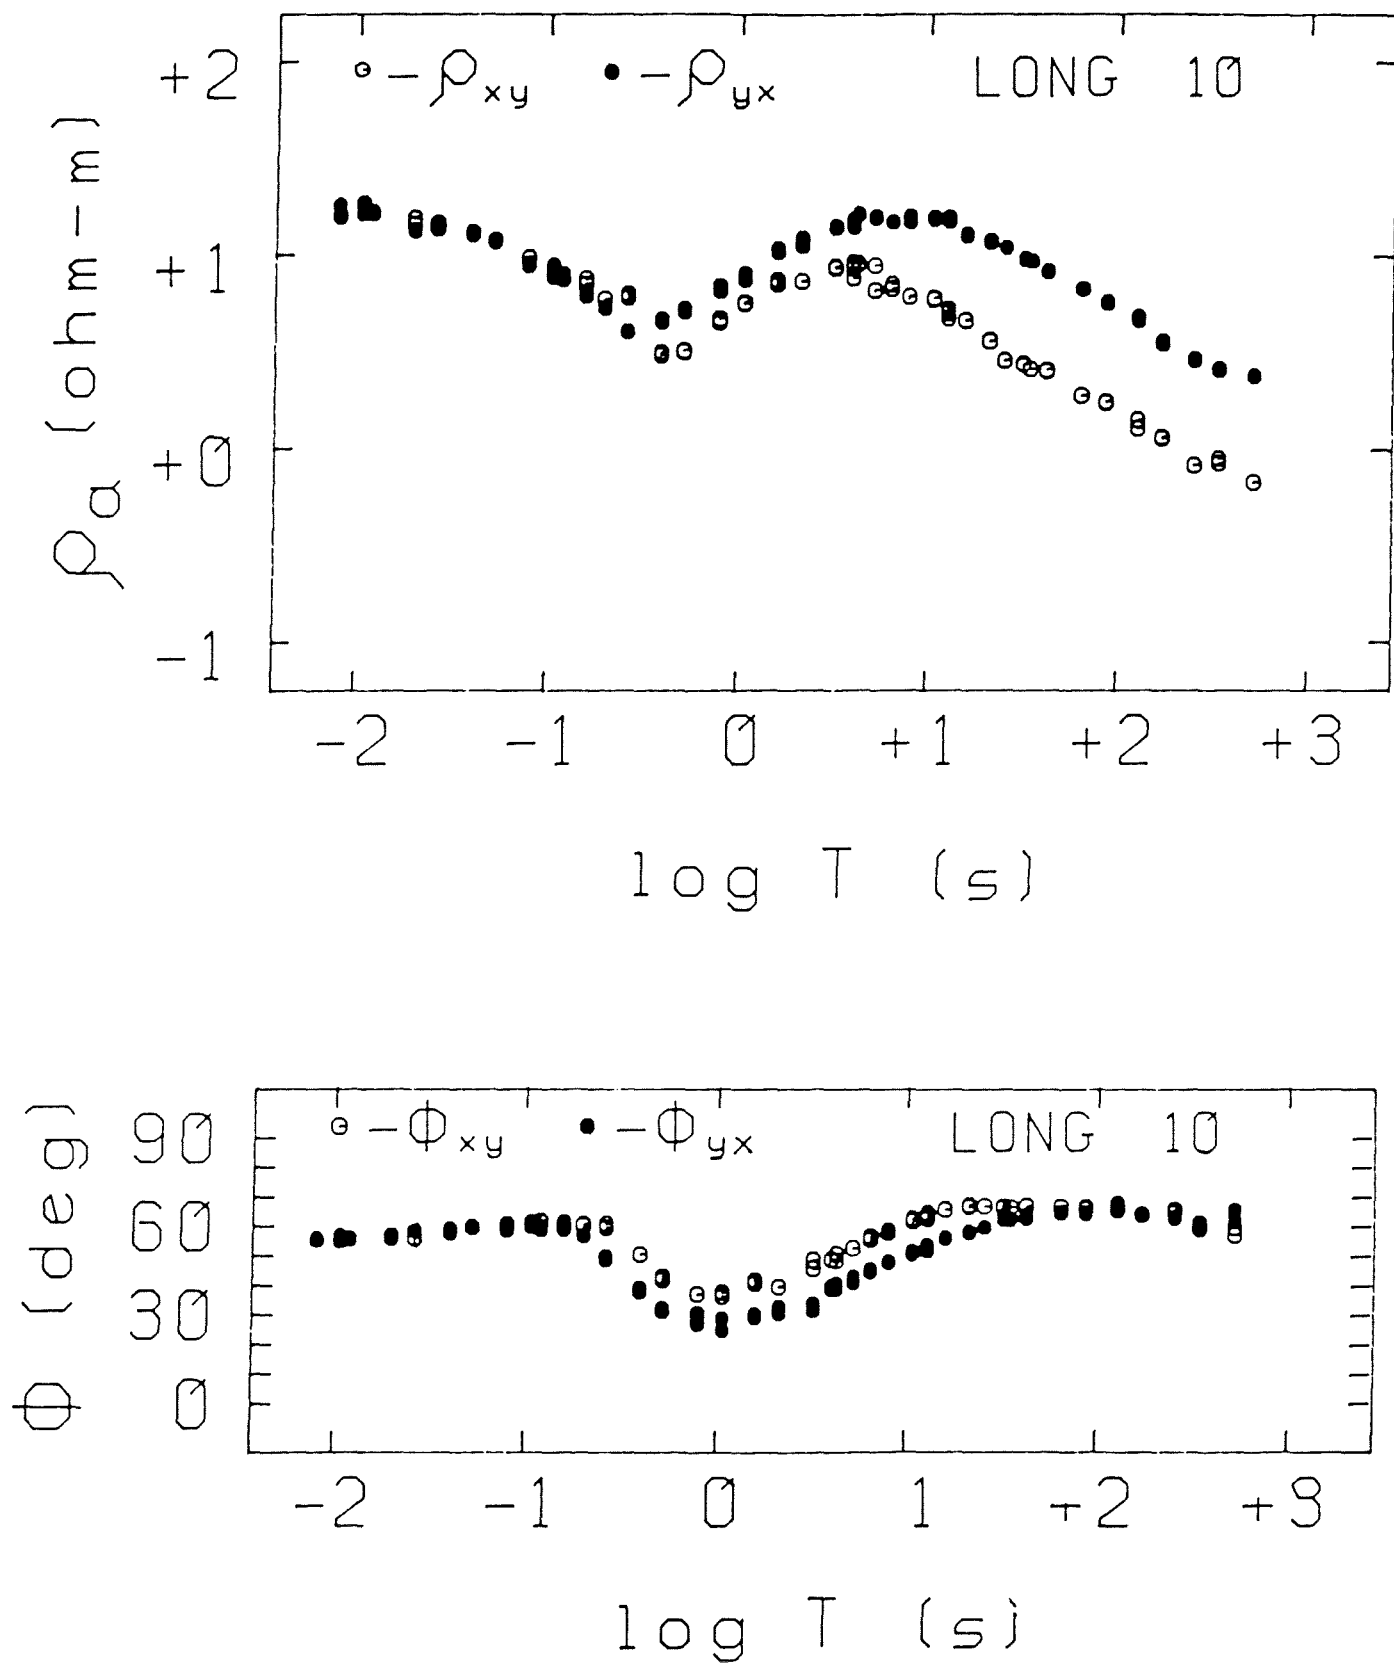 +2
○ – ρxy ● – ρyx LONG 10
+1
+0
-1
ρa (ohm-m)
-2 -1 0 +1 +2 +3
log T (s)
90
○ – Φxy ● – Φyx LONG 10
60
30
0
Φ (deg)
-2 -1 0 1 +2 +3
log T (s)